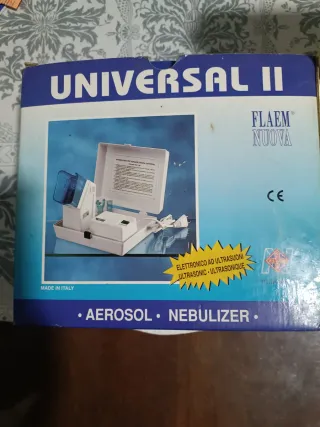 UNIVERSAL II
FLAEM®
NUOVA
CE
ELETTRONICO AD ULTRASUONI
ULTRASONIC - ULTRASONIQUE
MADE IN ITALY
• AEROSOL • NEBULIZER •